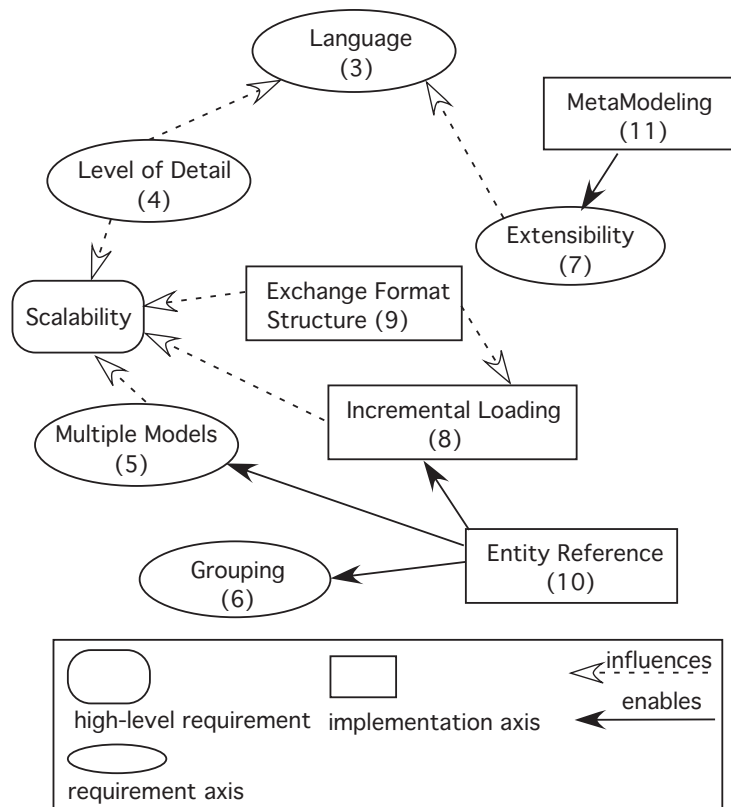 Language
(3)
MetaModeling
(11)
Level of Detail
(4)
Extensibility
(7)
Scalability
Exchange Format
Structure (9)
Incremental Loading
(8)
Multiple Models
(5)
Entity Reference
(10)
Grouping
(6)
influences
enables
high-level requirement
implementation axis
requirement axis